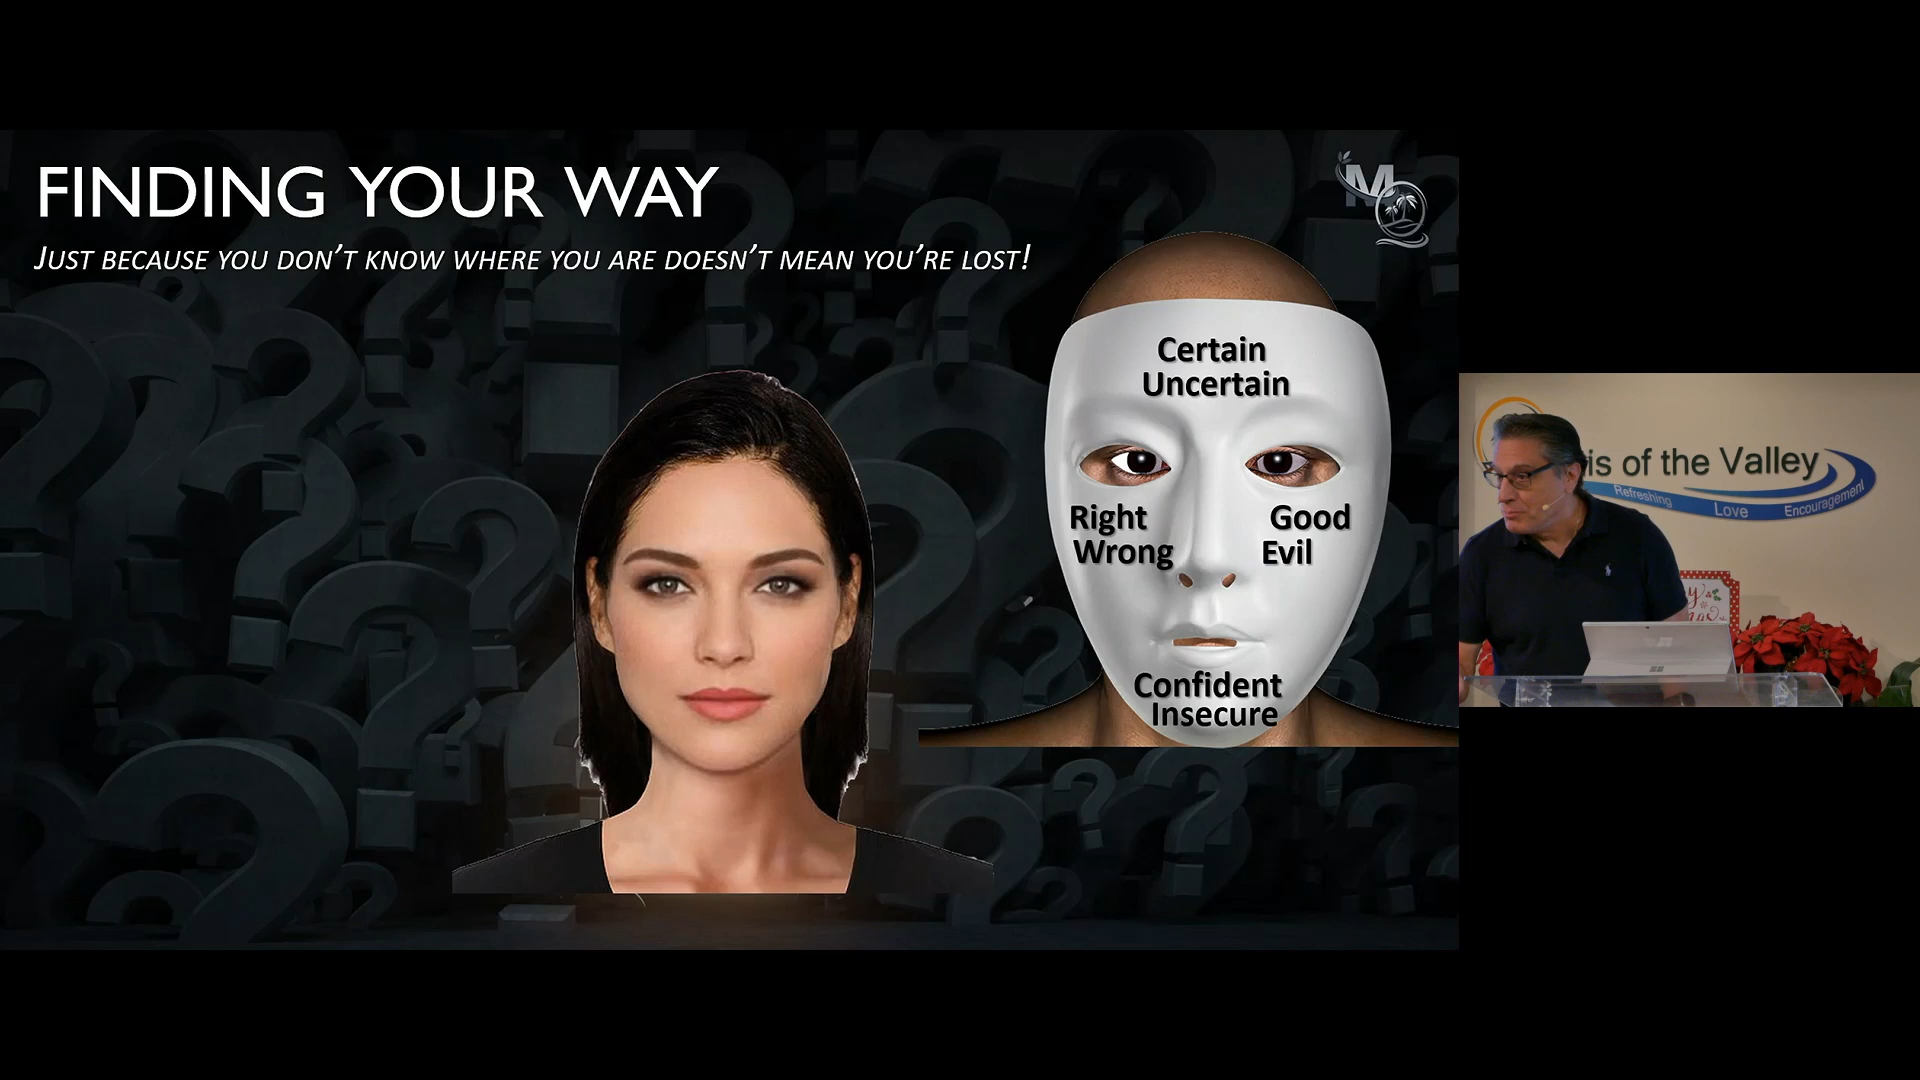 FINDING YOUR WAY
JUST BECAUSE YOU DON'T KNOW WHERE YOU ARE DOESN'T MEAN YOU'RE LOST!
M
Certain
Uncertain
Right
Wrong
Good
Evil
Confident
Insecure
is of the Valley
Refreshing
Love
Encouragement